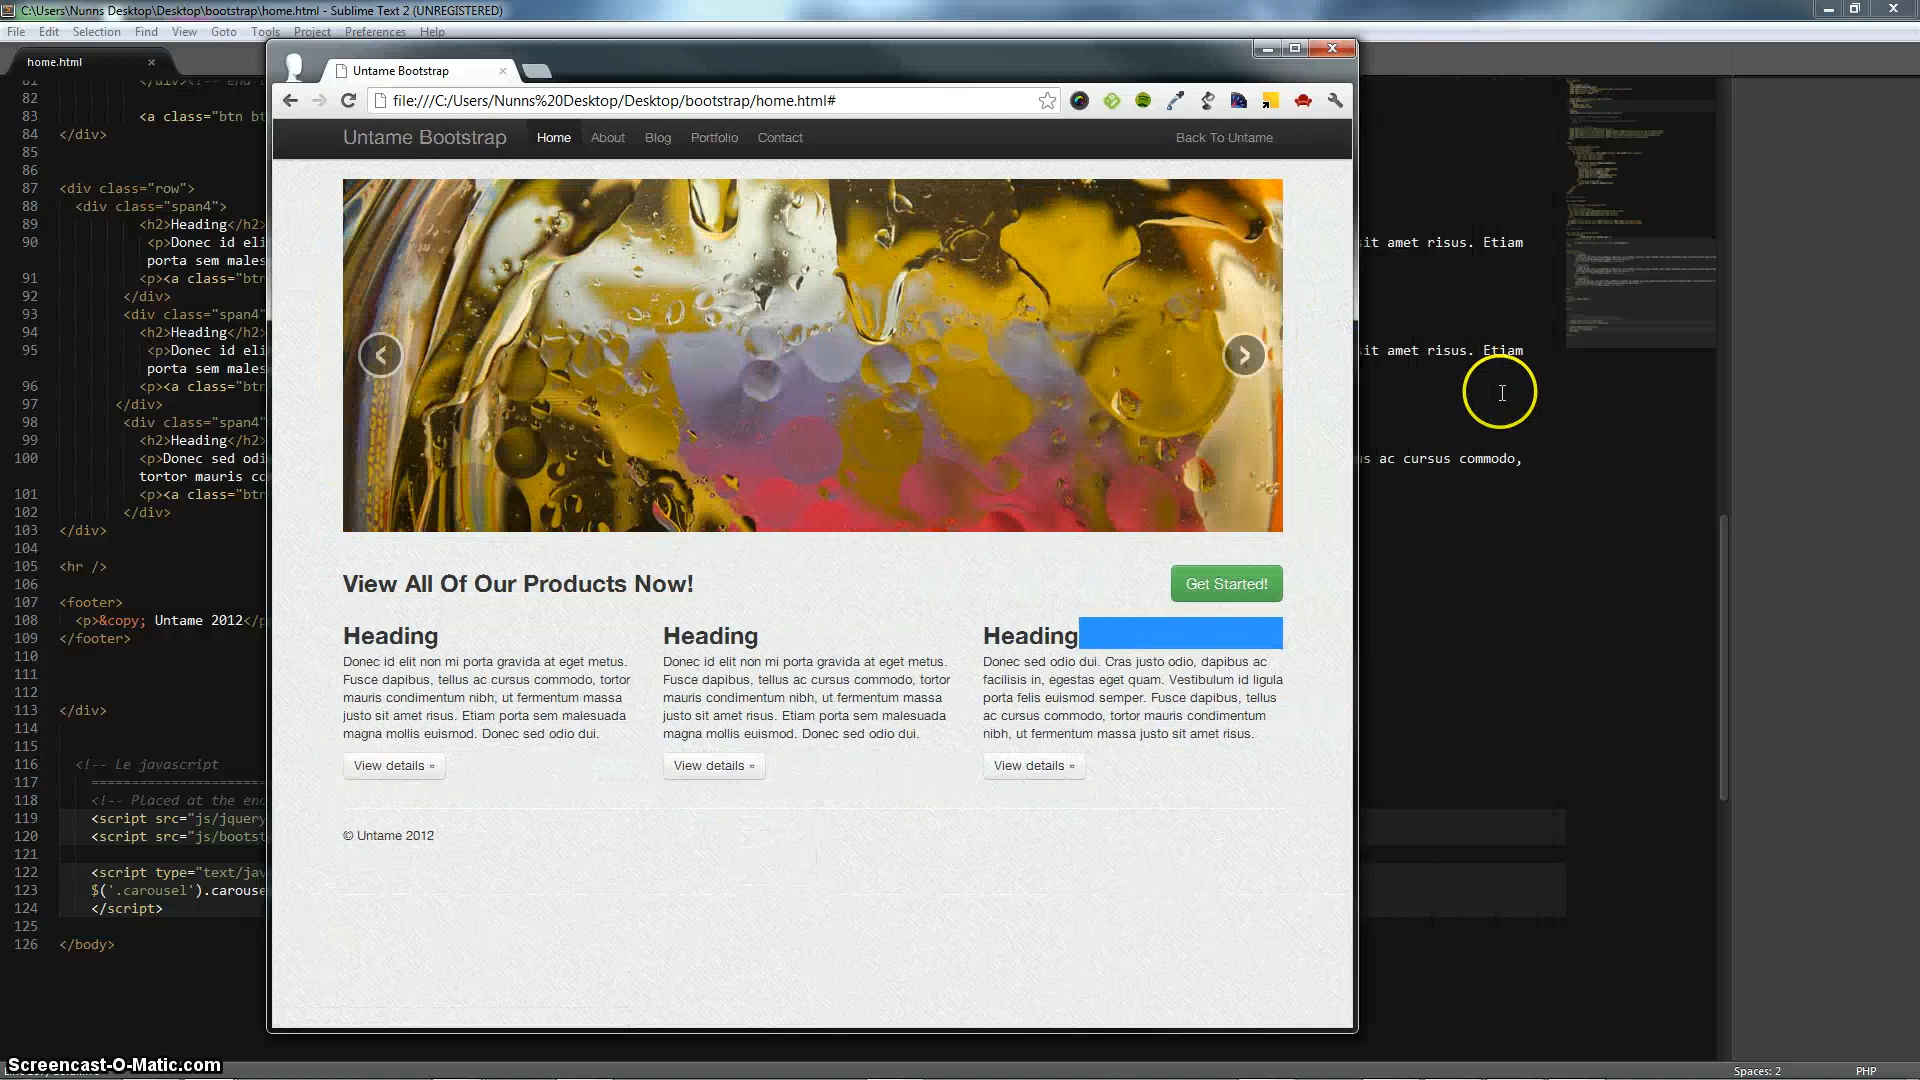 C:\Users\Nunns Desktop\Desktop\bootstrap\home.html - Sublime Text 2 (UNREGISTERED)
File Edit Selection Find View Goto Tools Project Preferences Help
home.html
Untame Bootstrap
file:///C:/Users/Nunns%20Desktop/Desktop/bootstrap/home.html#
Untame Bootstrap Home About Blog Portfolio Contact Back To Untame
View All Of Our Products Now!
Get Started!
Heading
Donec id elit non mi porta gravida at eget metus.
Fusce dapibus, tellus ac cursus commodo, tortor
mauris condimentum nibh, ut fermentum massa
justo sit amet risus. Etiam porta sem malesuada
magna mollis euismod. Donec sed odio dui.
View details »
Heading
Donec id elit non mi porta gravida at eget metus.
Fusce dapibus, tellus ac cursus commodo, tortor
mauris condimentum nibh, ut fermentum massa
justo sit amet risus. Etiam porta sem malesuada
magna mollis euismod. Donec sed odio dui.
View details »
Heading
Donec sed odio dui. Cras justo odio, dapibus ac
facilisis in, egestas eget quam. Vestibulum id ligula
porta felis euismod semper. Fusce dapibus, tellus
ac cursus commodo, tortor mauris condimentum
nibh, ut fermentum massa justo sit amet risus.
View details »
© Untame 2012
82
83 <a class="btn bt
84 </div>
85
86
87 <div class="row">
88 <div class="span4">
89 <h2>Heading</h2>
90 <p>Donec id eli
porta sem males
91 <p><a class="btn
92 </div>
93 <div class="span4"
94 <h2>Heading</h2>
95 <p>Donec id eli
porta sem males
96 <p><a class="btn
97 </div>
98 <div class="span4"
99 <h2>Heading</h2>
100 <p>Donec sed odi
tortor mauris co
101 <p><a class="btn
102 </div>
103 </div>
104
105 <hr />
106
107 <footer>
108 <p>&copy; Untame 2012</p
109 </footer>
110
111
112
113 </div>
114
115
116 <!-- Le javascript
117 ======================
118 <!-- Placed at the end
119 <script src="js/jquery
120 <script src="js/bootst
121
122 <script type="text/jav
123 $('.carousel').carouse
124 </script>
125
126 </body>
sit amet risus. Etiam
sit amet risus. Etiam
us ac cursus commodo,
Screencast-O-Matic.com
Spaces: 2 PHP